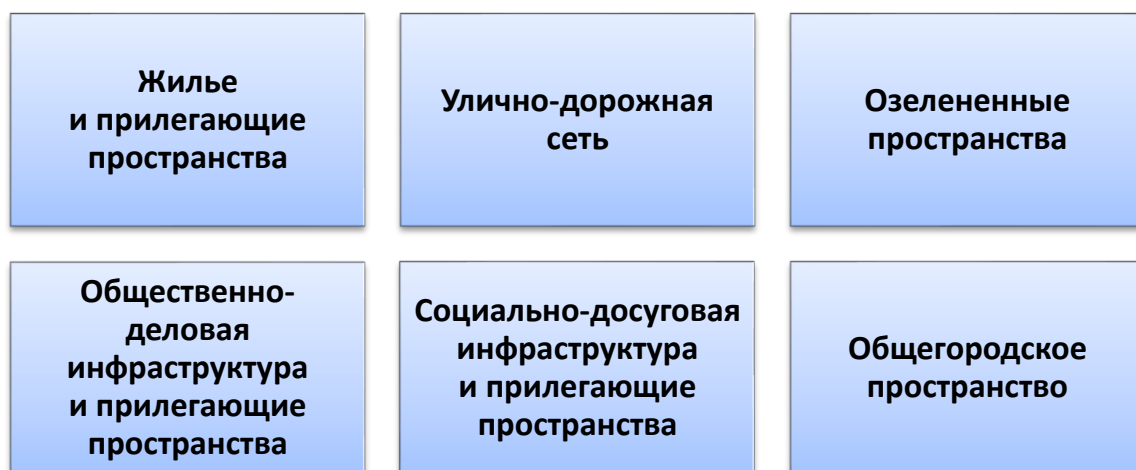 Жилье
и прилегающие
пространства
Улично-дорожная
сеть
Озелененные
пространства
Общественно-
деловая
инфраструктура
и прилегающие
пространства
Социально-досуговая
инфраструктура
и прилегающие
пространства
Общегородское
пространство